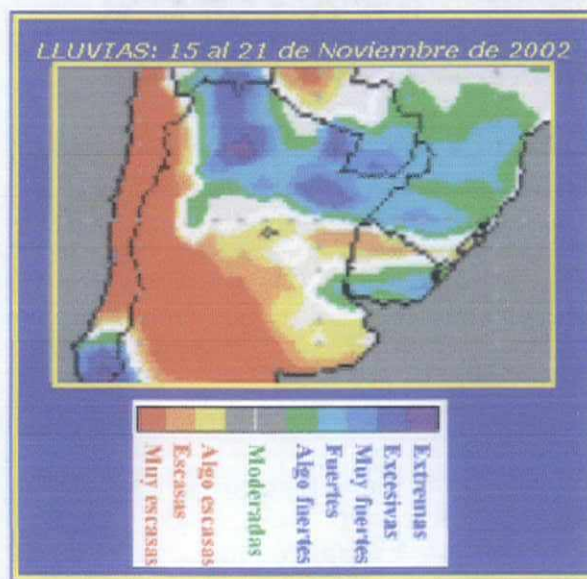 LLUVIAS: 15 al 21 de Noviembre de 2002
Extremas
Excesivas
Muy fuertes
Fuertes
Algo fuertes
Moderadas
Algo escasas
Escasas
Muy escasas